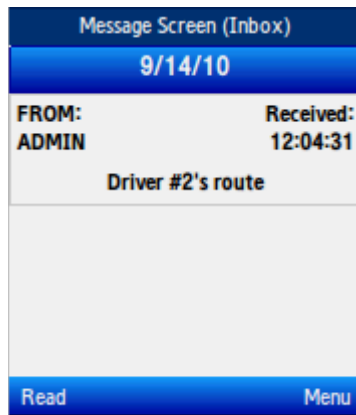 Message Screen (Inbox)
9/14/10
FROM: Received:
ADMIN 12:04:31
Driver #2's route
Read Menu